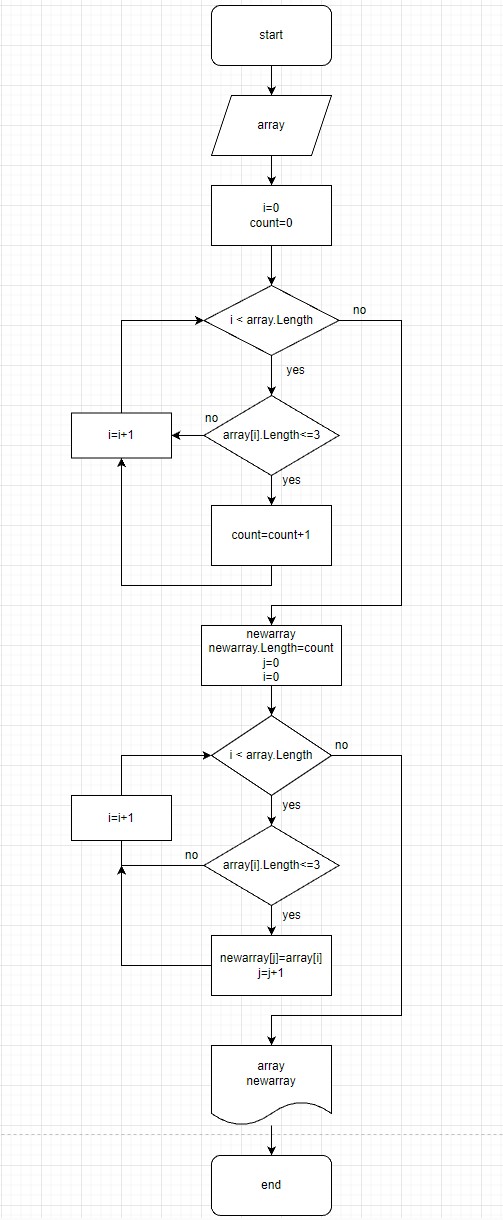 start
array
i=0
count=0
i < array.Length
no
yes
array[i].Length<=3
no
i=i+1
yes
count=count+1
newarray
newarray.Length=count
j=0
i=0
i < array.Length
no
yes
i=i+1
array[i].Length<=3
no
yes
newarray[j]=array[i]
j=j+1
array
newarray
end